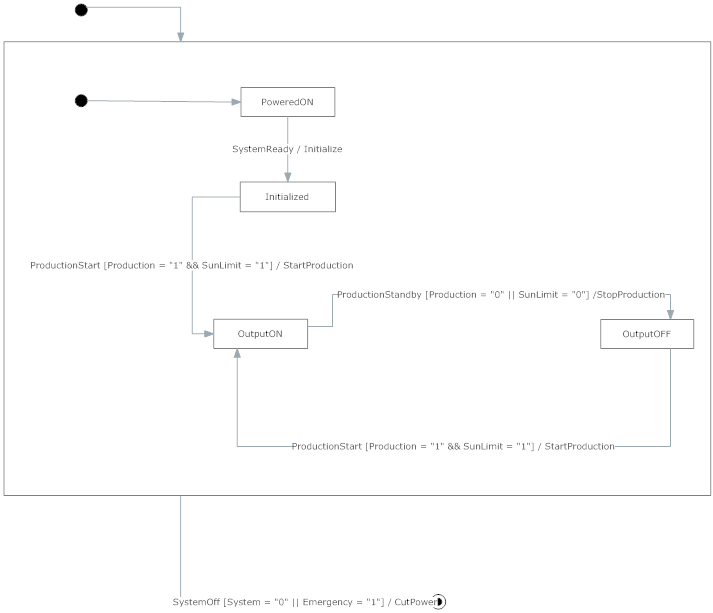 PoweredON
SystemReady / Initialize
Initialized
ProductionStart [Production = "1" && SunLimit = "1"] / StartProduction
ProductionStandby [Production = "0" || SunLimit = "0"] /StopProduction
OutputON
OutputOFF
ProductionStart [Production = "1" && SunLimit = "1"] / StartProduction
SystemOff [System = "0" || Emergency = "1"] / CutPower